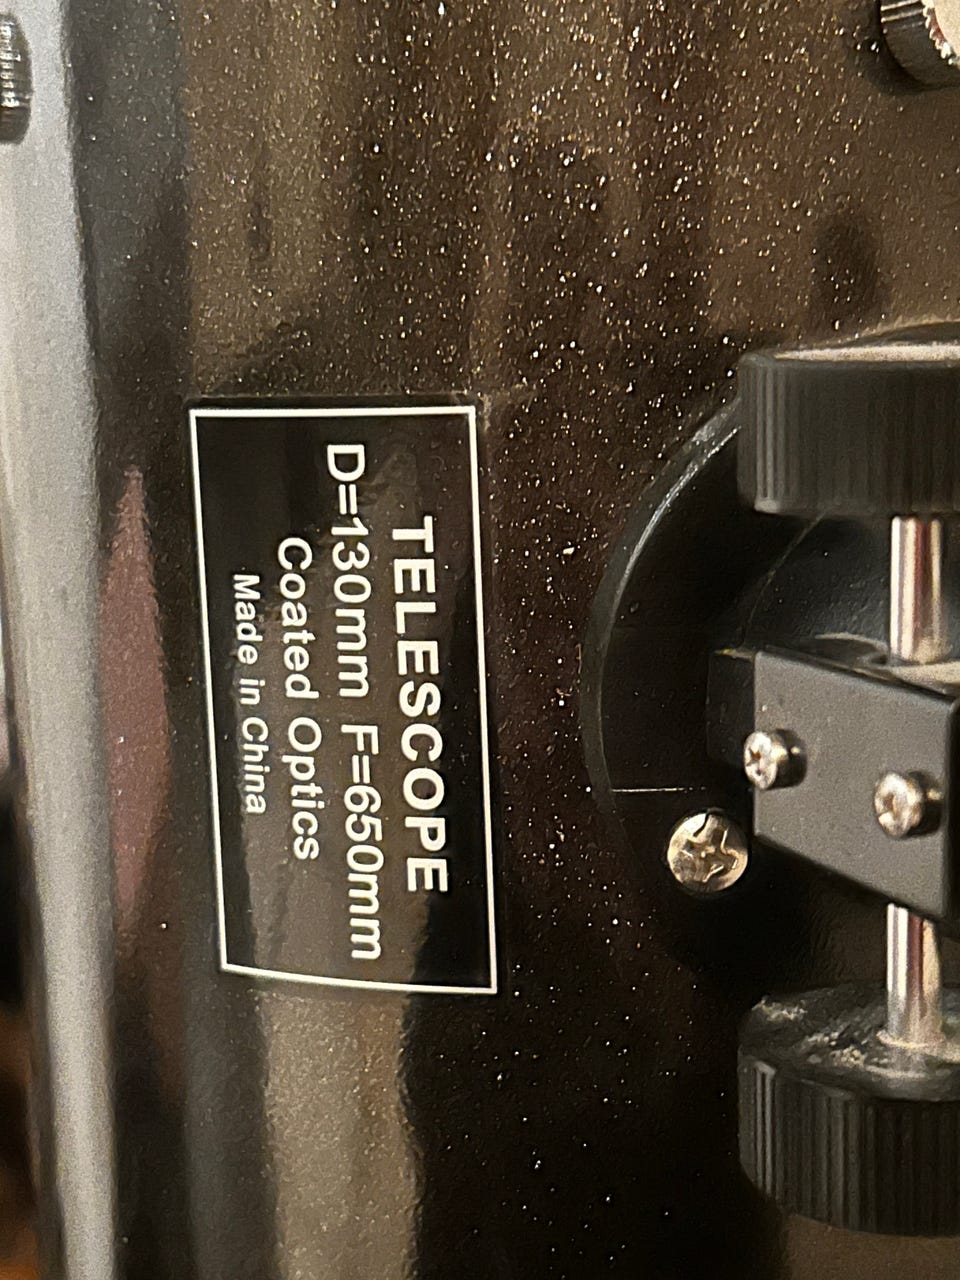 TELESCOPE
D=130mm F=650mm
Coated Optics
Made in China